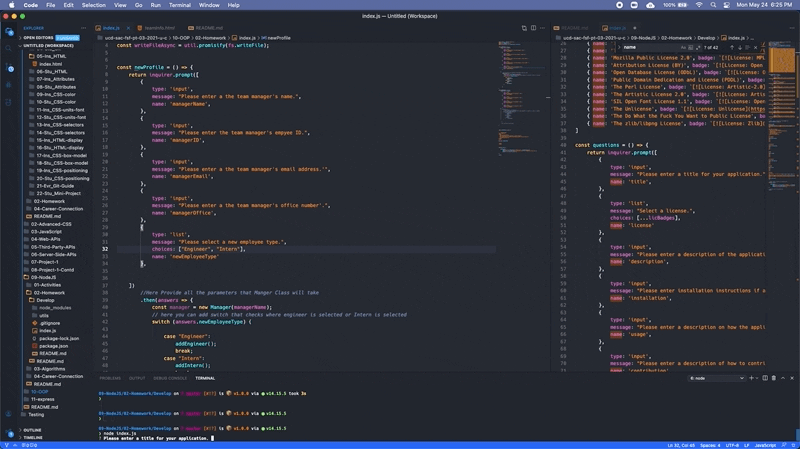 Code File Edit Selection View Go Run Terminal Window Help
100% Mon May 24 6:25 PM
index.js — Untitled (Workspace)
EXPLORER
OPEN EDITORS
UNTITLED (WORKSPACE)
05-Ins_HTML
index.html
06-Stu_HTML
07-Ins_Attributes
08-Stu_Attributes
09-Ins_CSS-color
10-Stu_CSS-color
11-Ins_CSS-units-font
12-Stu_CSS-units-font
13-Ins_CSS-selectors
14-Stu_CSS-selectors
15-Ins_HTML-display
16-Stu_HTML-display
17-Ins_CSS-box-model
18-Stu_CSS-box-model
19-Ins_CSS-positioning
20-Stu_CSS-positioning
21-Evr_Git-Guide
22-Stu_Mini-Project
02-Homework
04-Career-Connection
README.md
02-Advanced-CSS
03-JavaScript
04-Web-APIs
05-Third-Party-APIs
06-Server-Side-APIs
07-Project-1
08-Project-1-Contd
09-NodeJS
01-Activities
02-Homework
Develop
node_modules
utils
.gitignore
index.js
package-lock.json
package.json
README.md
03-Algorithms
04-Career-Connection
README.md
10-OOP
11-express
README.md
Testing
OUTLINE
TIMELINE
index.js teamInfo.html README.md
ucd-sac-fsf-pt-03-2021-u-c > 10-OOP > 02-Homework > index.js > newProfile
const writeFileAsync = util.promisify(fs.writeFile);
const newProfile = () => {
return inquirer.prompt([
{
type: 'input',
message: "Please enter a the team manager's name.",
name: 'managerName',
},
{
type: 'input',
message: "Please enter the team manager's empyee ID.",
name: 'managerID',
},
{
type: 'input',
message: "Please enter the team manager's email address.'",
name: 'managerEmail',
},
{
type: 'input',
message: "Please enter the team manager's office number'.",
name: 'managerOffice',
},
{
type: 'list',
message: "Please select a new employee type.",
choices: ["Engineer", "Intern"],
name: 'newEmployeeType'
},
])
//Here Provide all the parameters that Manger Class will take
.then(answers => {
const manager = new Manager(managerName);
// here you can add switch that checks where engineer is selected or Intern is selected
switch (answers.newEmployeeType) {
case "Engineer":
addEngineer();
break;
case "Intern":
addIntern();
README.md index.js
ucd-sac-fsf-pt-03-2021-u-c > 09-NodeJS > 02-Homework > Develop > index.js
name
? of 42
{ name: 'Mozilla Public License 2.0', badge: `[![License: MPL
{ name: 'Attribution License (BY)', badge: `[![License: Open
{ name: 'Open Database License (ODbL)', badge: `[![License:
{ name: 'Public Domain Dedication and License (PDDL)', badge:
{ name: 'The Perl License', badge: `[![License: Artistic-2.0]
{ name: 'The Artistic License 2.0', badge: `[![License: Artis
{ name: 'SIL Open Font License 1.1', badge: `[![License: Open
{ name: 'The Unlicense', badge: `[![License: Unlicense](htt
{ name: 'The Do What the Fuck You Want to Public License', badge
{ name: 'The zlib/libpng License', badge: `[![License: Zlib]
]
const questions = () => {
return inquirer.prompt([
{
type: 'input',
message: "Please enter a title for your application."
name: 'title',
},
{
type: 'list',
message: "Select a license.",
choices: [...licBadges],
name: "license"
},
{
type: 'input',
message: "Please enter a description of the application
name: 'description',
},
{
type: 'input',
message: "Please enter installation instructions if a
name: 'installation',
},
{
type: 'input',
message: "Please enter a description on how the appli
name: 'usage',
},
{
type: 'input',
message: "Please enter a description of how to contri
name: 'contribution',
PROBLEMS OUTPUT DEBUG CONSOLE TERMINAL
node
09-NodeJS/02-Homework/Develop on [x!?] is v1.0.0 via v14.15.5 took 3s
09-NodeJS/02-Homework/Develop on [x!?] is v1.0.0 via v14.15.5
09-NodeJS/02-Homework/Develop on [x!?] is v1.0.0 via v14.15.5
node index.js
? Please enter a title for your application.
Ln 32, Col 45 Spaces: 4 UTF-8 LF JavaScript